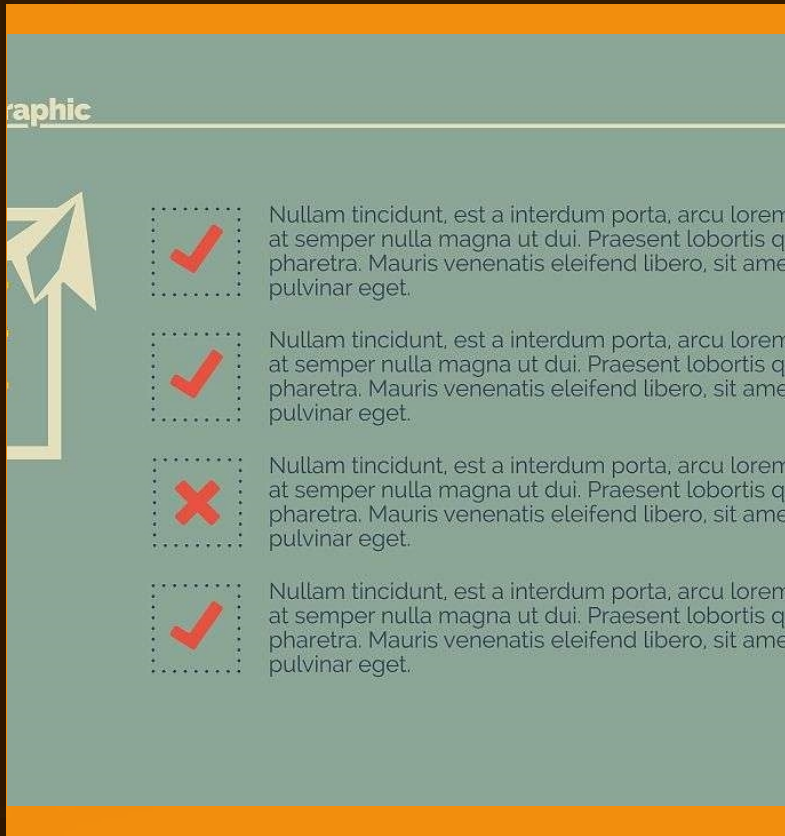 raphic
Nullam tincidunt, est a interdum porta, arcu lorem
at semper nulla magna ut dui. Praesent lobortis q
pharetra. Mauris venenatis eleifend libero, sit ame
pulvinar eget.
Nullam tincidunt, est a interdum porta, arcu lorem
at semper nulla magna ut dui. Praesent lobortis q
pharetra. Mauris venenatis eleifend libero, sit ame
pulvinar eget.
Nullam tincidunt, est a interdum porta, arcu lorem
at semper nulla magna ut dui. Praesent lobortis q
pharetra. Mauris venenatis eleifend libero, sit ame
pulvinar eget.
Nullam tincidunt, est a interdum porta, arcu lorem
at semper nulla magna ut dui. Praesent lobortis q
pharetra. Mauris venenatis eleifend libero, sit ame
pulvinar eget.